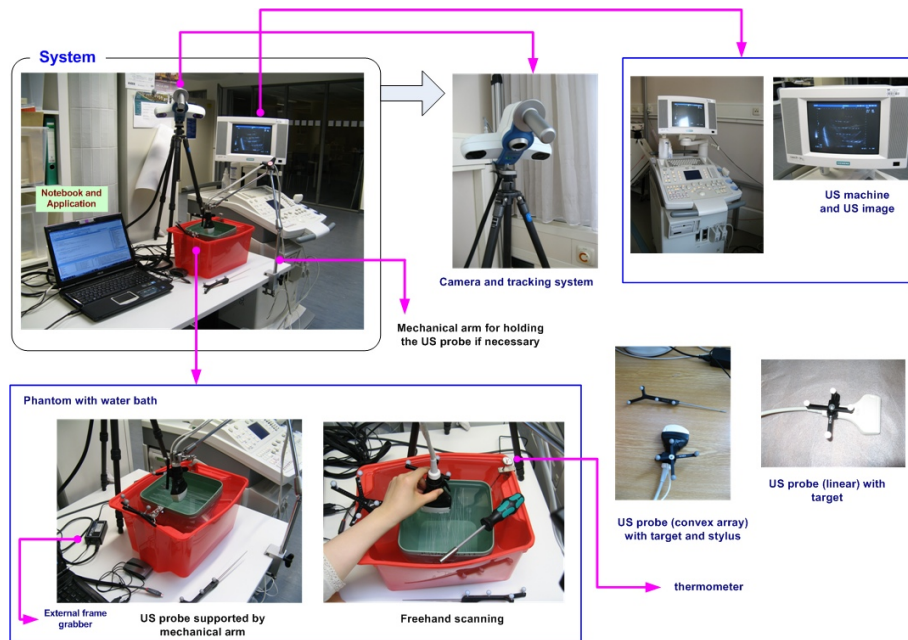 System
Notebook and
Application
Camera and tracking system
US machine
and US image
Mechanical arm for holding
the US probe if necessary
Phantom with water bath
External frame
grabber
US probe supported by
mechanical arm
Freehand scanning
US probe (convex array)
with target and stylus
US probe (linear) with
target
thermometer